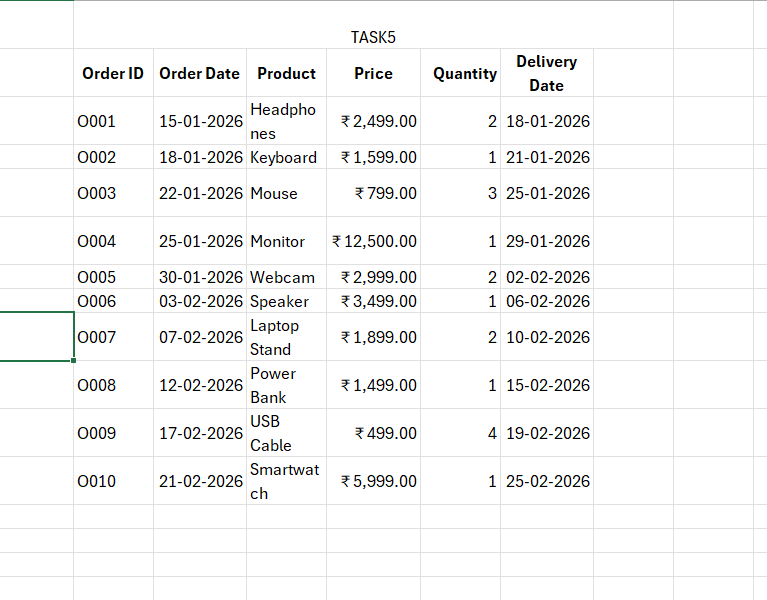 TASK5
Order ID Order Date Product Price Quantity Delivery Date
O001 15-01-2026 Headphones ₹ 2,499.00 2 18-01-2026
O002 18-01-2026 Keyboard ₹ 1,599.00 1 21-01-2026
O003 22-01-2026 Mouse ₹ 799.00 3 25-01-2026
O004 25-01-2026 Monitor ₹ 12,500.00 1 29-01-2026
O005 30-01-2026 Webcam ₹ 2,999.00 2 02-02-2026
O006 03-02-2026 Speaker ₹ 3,499.00 1 06-02-2026
O007 07-02-2026 Laptop Stand ₹ 1,899.00 2 10-02-2026
O008 12-02-2026 Power Bank ₹ 1,499.00 1 15-02-2026
O009 17-02-2026 USB Cable ₹ 499.00 4 19-02-2026
O010 21-02-2026 Smartwatch ₹ 5,999.00 1 25-02-2026